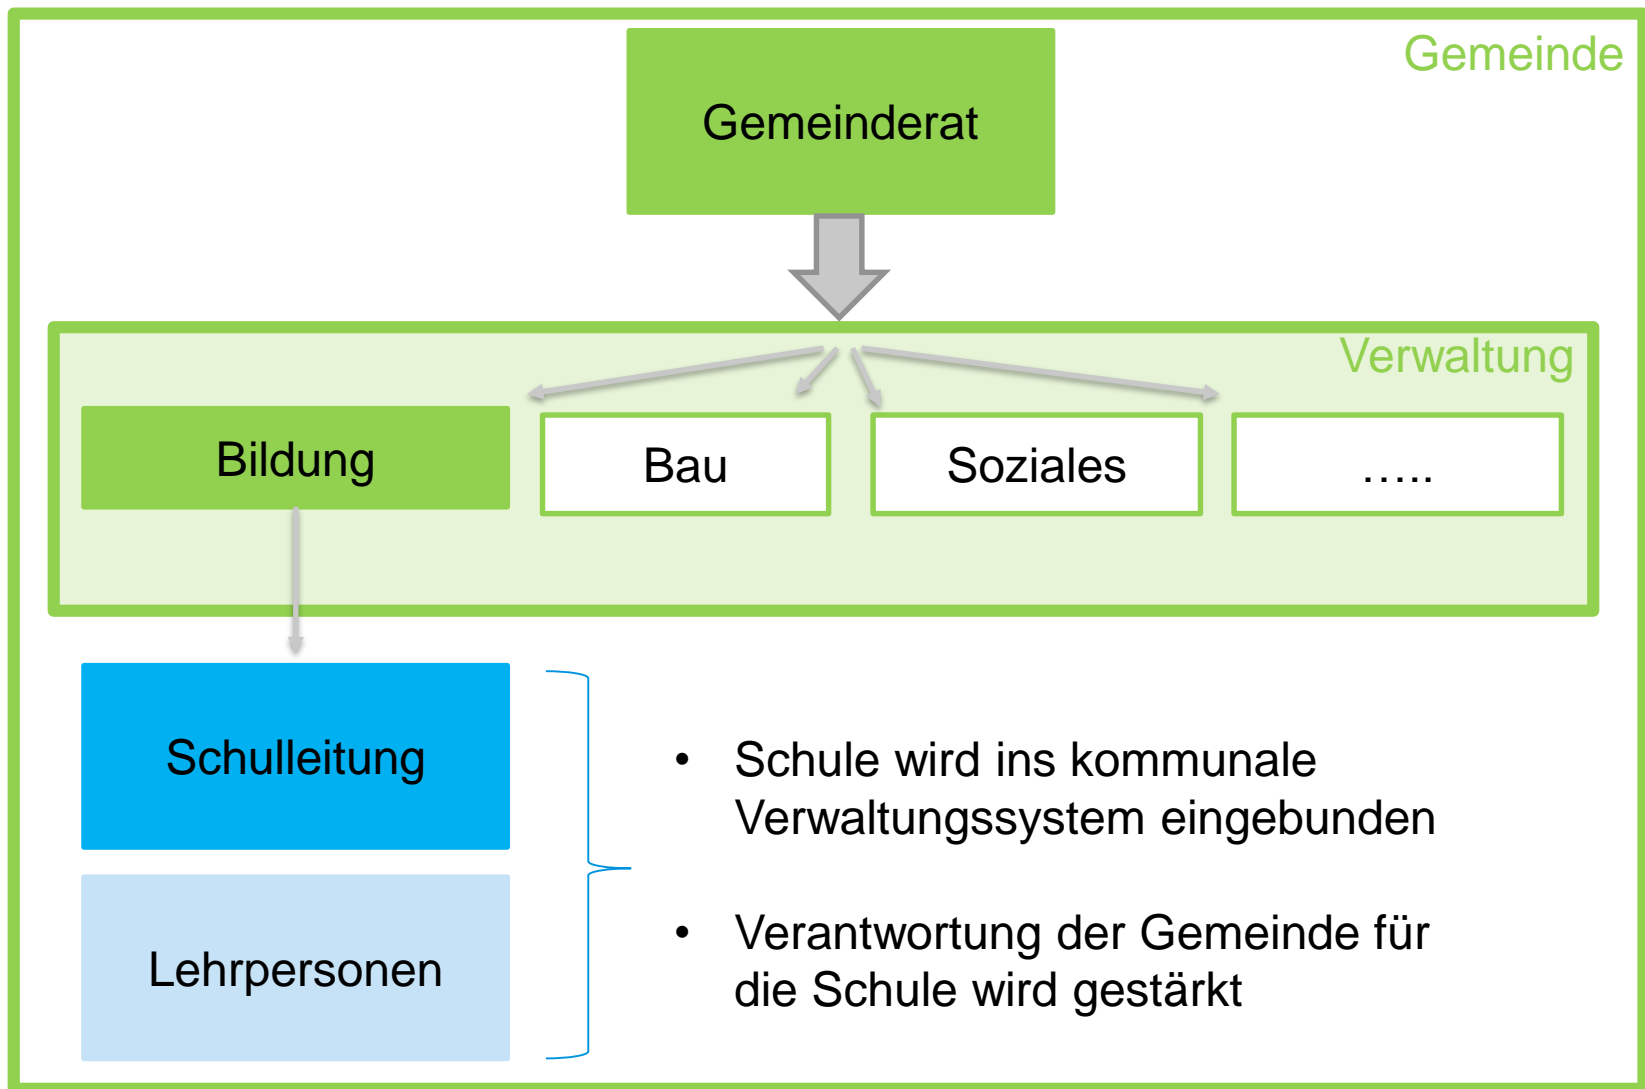 Gemeinde
Gemeinderat
Verwaltung
Bildung
Bau
Soziales
…..
Schulleitung
• Schule wird ins kommunale
Verwaltungssystem eingebunden
• Verantwortung der Gemeinde für
die Schule wird gestärkt
Lehrpersonen